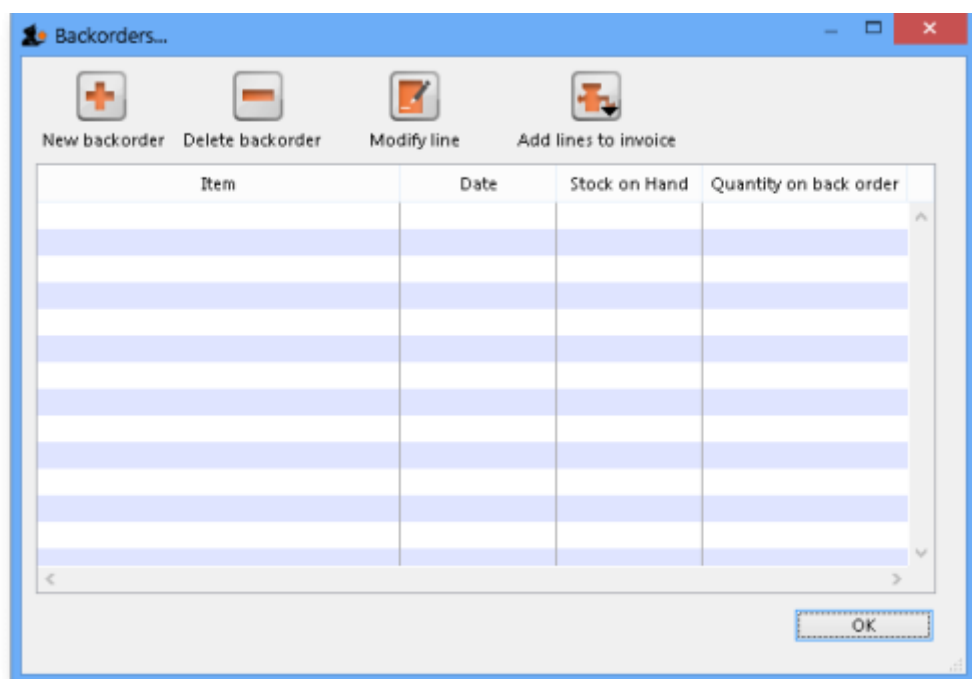 Backorders...
New backorder Delete backorder Modify line Add lines to invoice
Item Date Stock on Hand Quantity on back order
OK